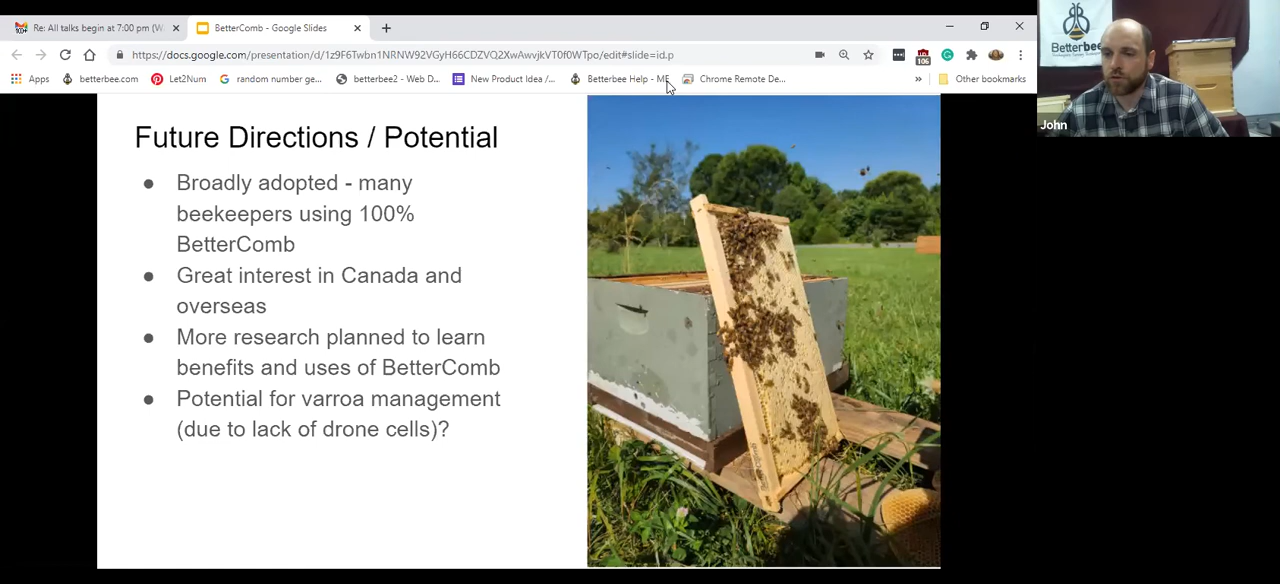 Re: All talks begin at 7:00 pm (W
BetterComb - Google Slides
https://docs.google.com/presentation/d/1z9F6Twbn1NRNW92VGyH66CDZVQ2XwAwvjkVT0f0WTpo/edit#slide=id.p
106
Apps
betterbee.com
Let2Num
random number ge...
betterbee2 - Web D...
New Product Idea /...
Betterbee Help - ME
Chrome Remote De...
»
Other bookmarks
Betterbee
John
Future Directions / Potential
● Broadly adopted - many
beekeepers using 100%
BetterComb
● Great interest in Canada and
overseas
● More research planned to learn
benefits and uses of BetterComb
● Potential for varroa management
(due to lack of drone cells)?